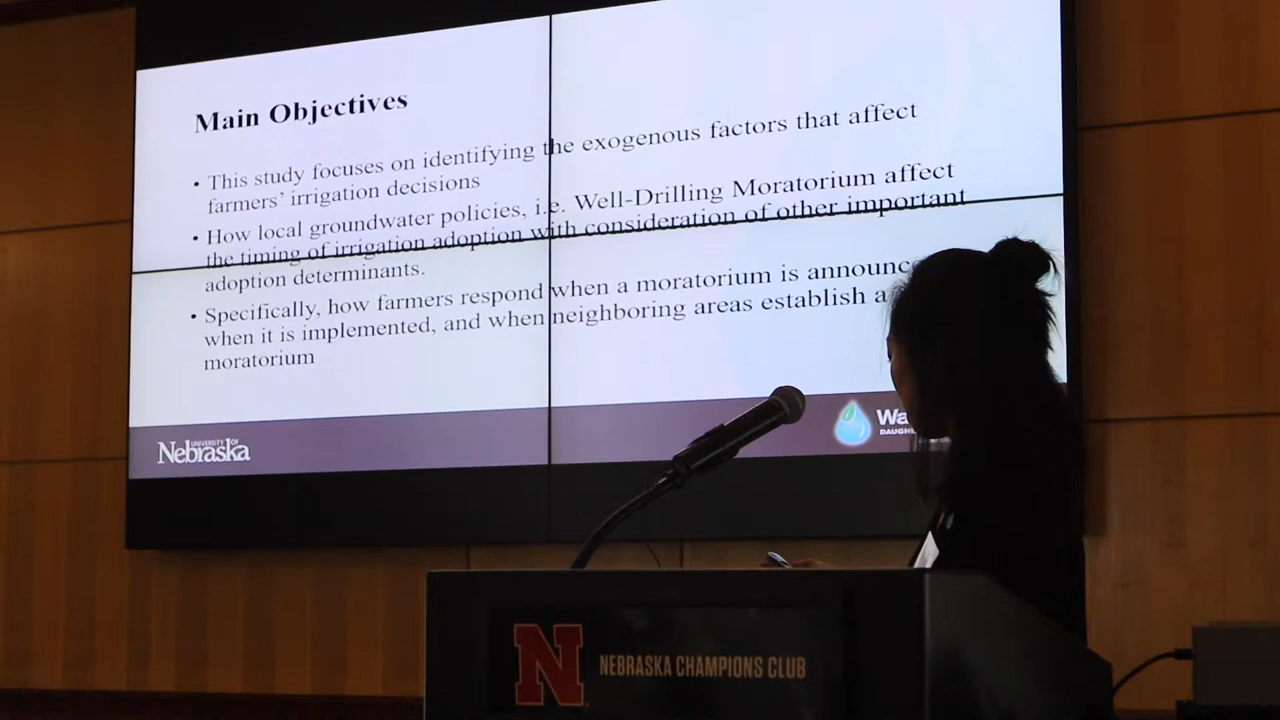 Main Objectives
• This study focuses on identifying the exogenous factors that affect
farmers' irrigation decisions
• How local groundwater policies, i.e. Well-Drilling Moratorium affect
the timing of irrigation adoption with consideration of other important
adoption determinants.
• Specifically, how farmers respond when a moratorium is
when it is implemented, and when neighboring areas establish a
moratorium
UNIVERSITY OF
Nebraska
N
NEBRASKA CHAMPIONS CLUB